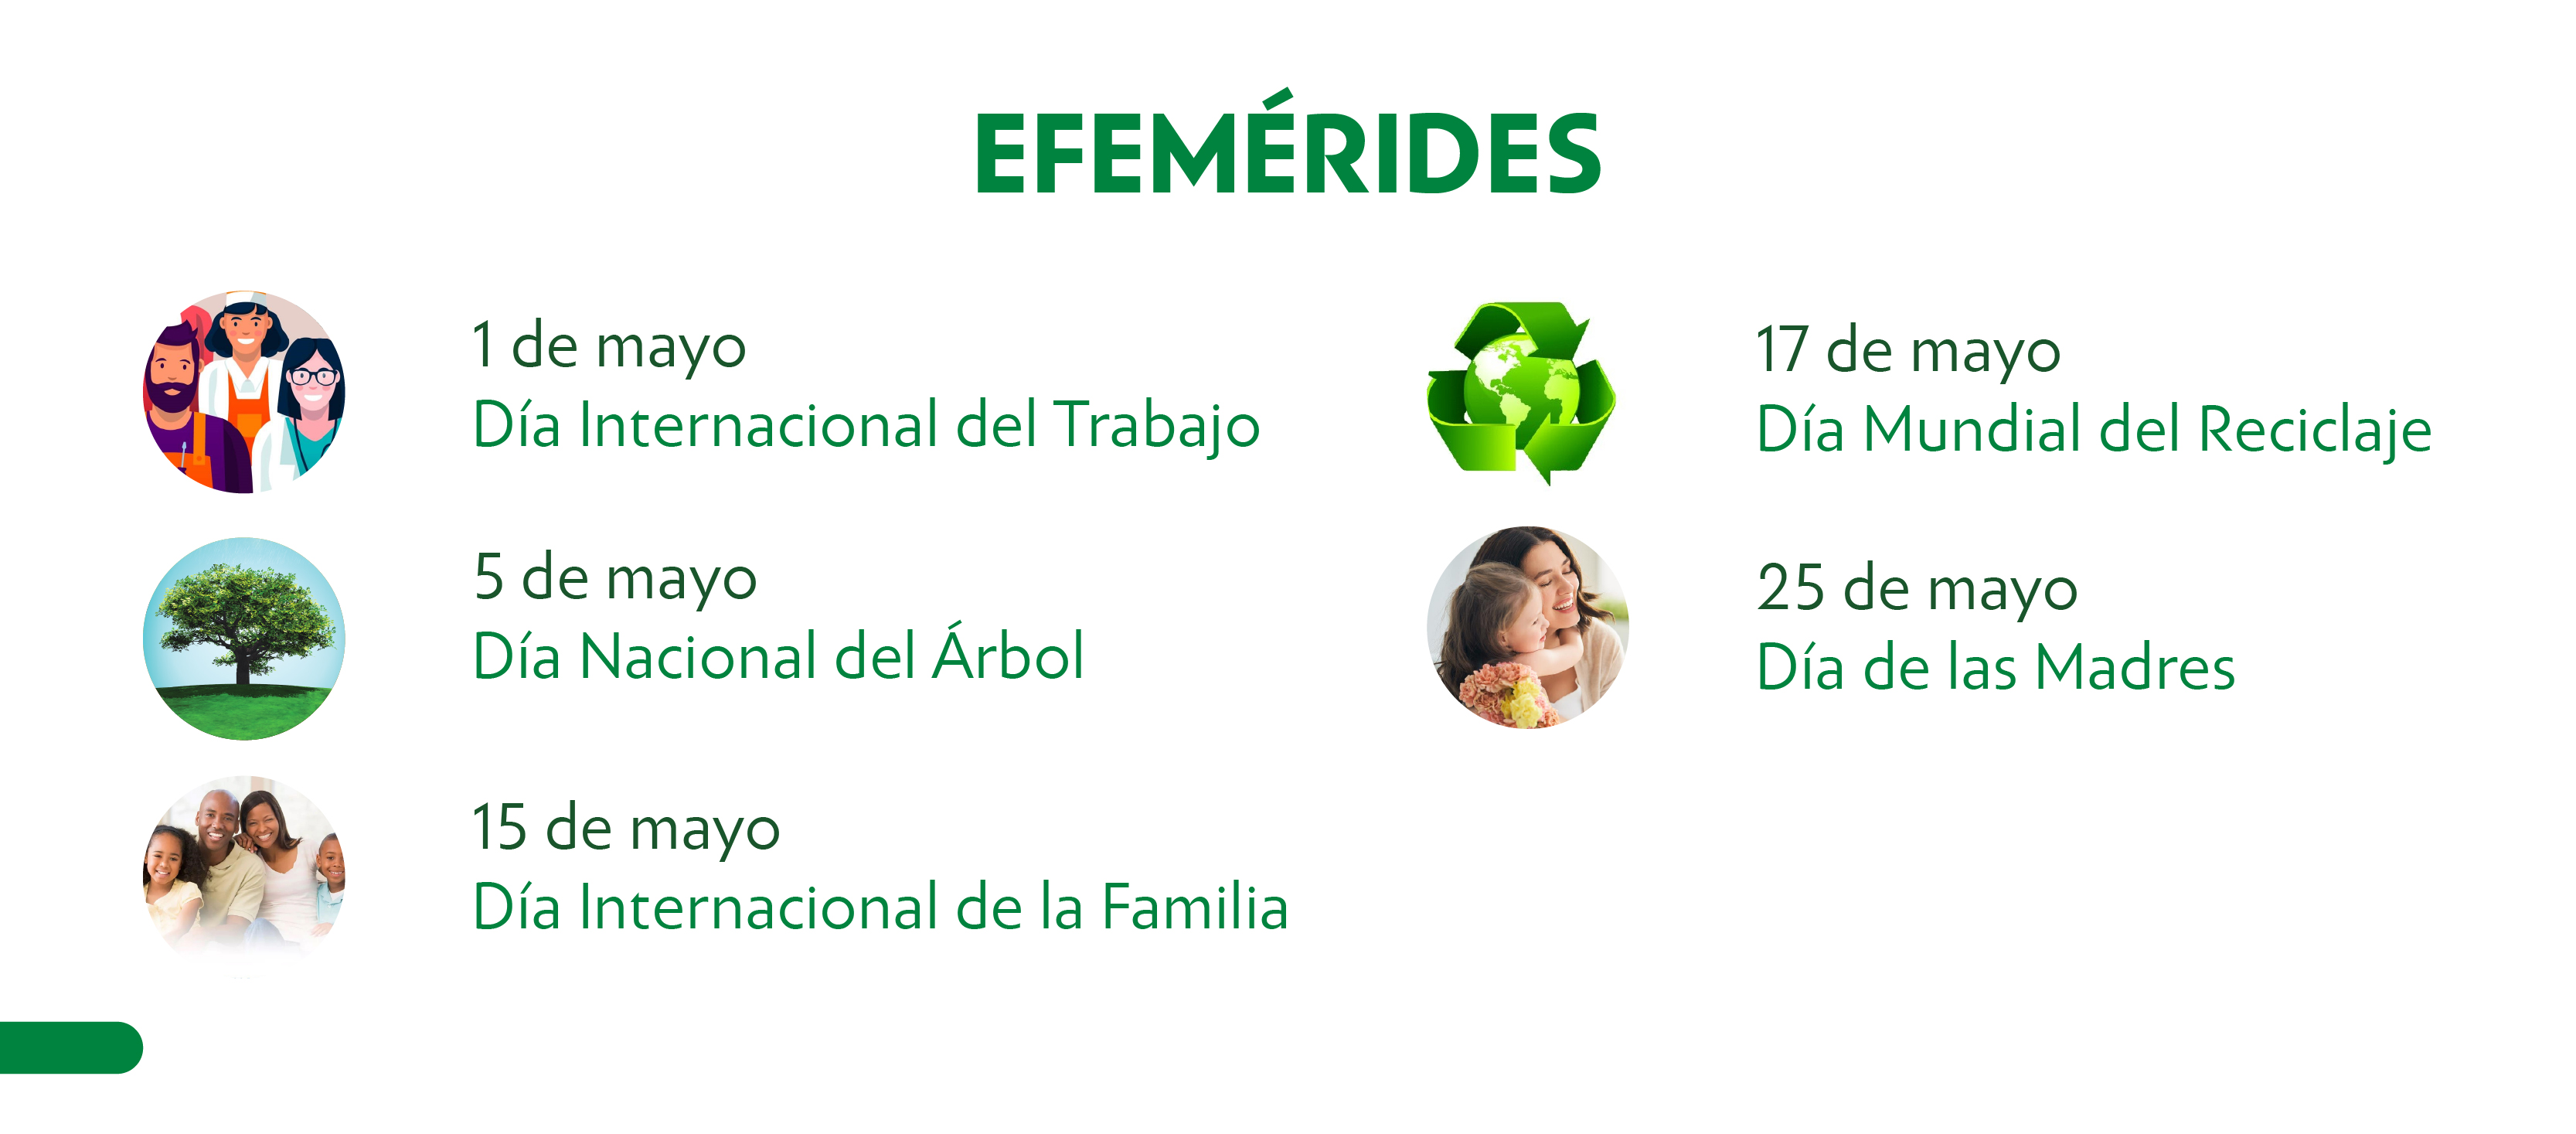 EFEMÉRIDES
1 de mayo
Día Internacional del Trabajo
5 de mayo
Día Nacional del Árbol
15 de mayo
Día Internacional de la Familia
17 de mayo
Día Mundial del Reciclaje
25 de mayo
Día de las Madres